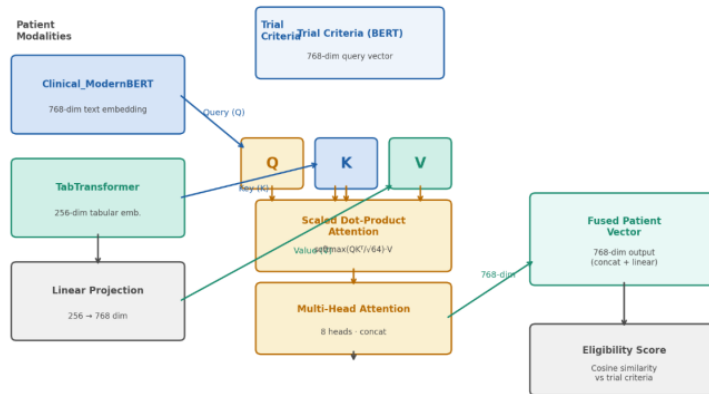 Patient
Modalities
Trial
Criteria
Trial Criteria (BERT)
768-dim query vector
Clinical_ModernBERT
768-dim text embedding
Query (Q)
Q
K
V
TabTransformer
256-dim tabular emb.
Key (K)
Scaled Dot-Product
Attention
softmax(QKᵀ/√64)·V
Value (V)
Linear Projection
256 → 768 dim
Multi-Head Attention
8 heads · concat
768-dim
Fused Patient
Vector
768-dim output
(concat + linear)
Eligibility Score
Cosine similarity
vs trial criteria